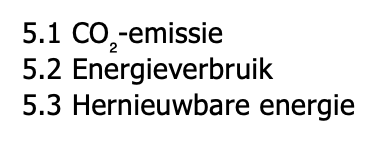 5.1 CO₂-emissie
5.2 Energieverbruik
5.3 Hernieuwbare energie